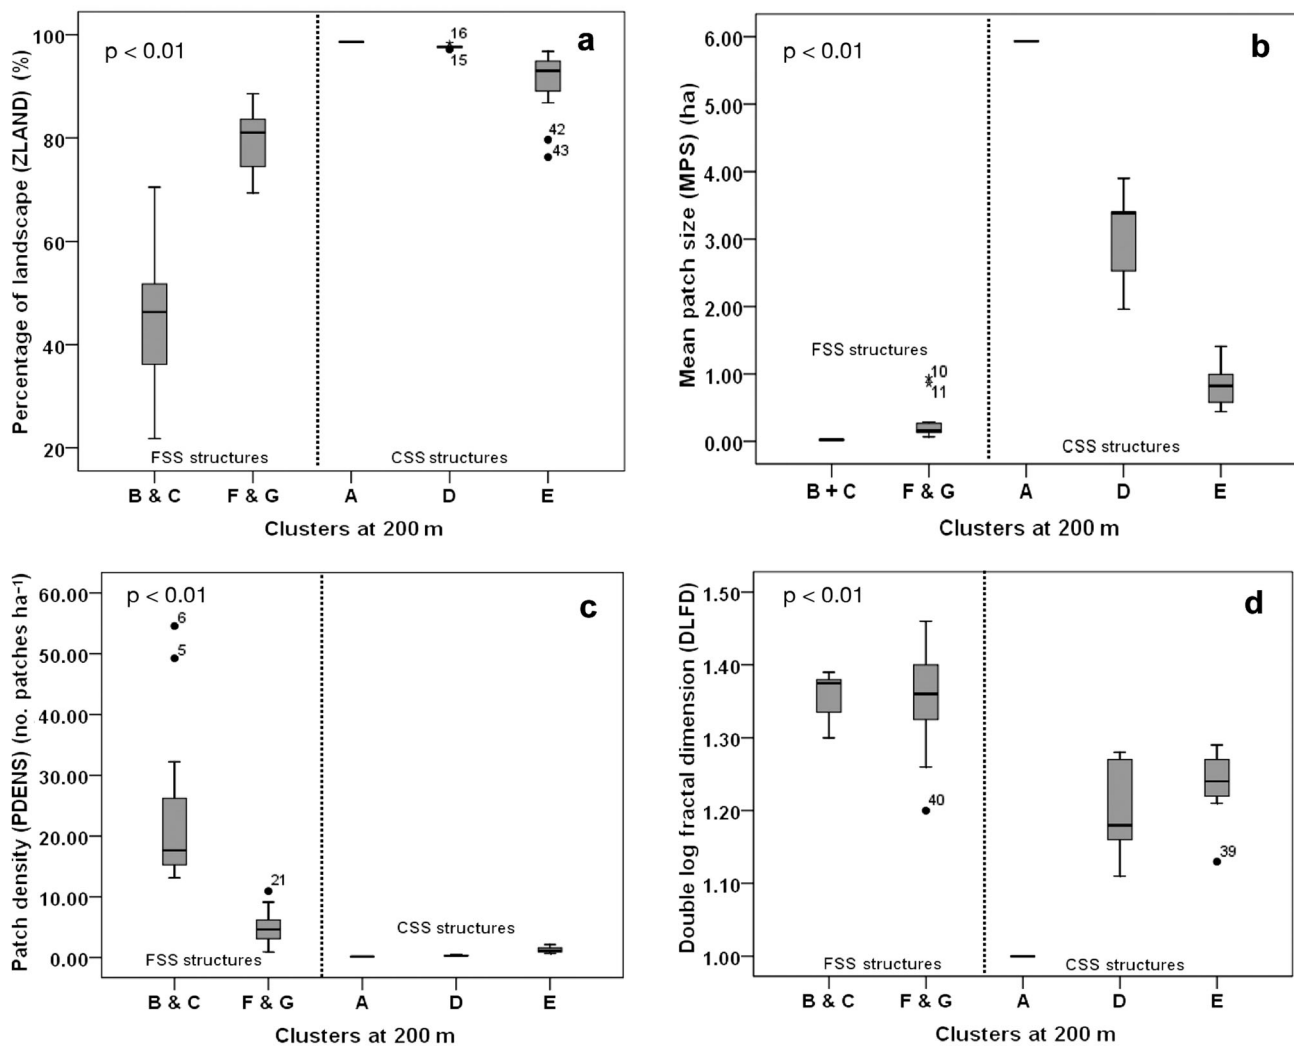 a
p < 0.01
Percentage of landscape (ZLAND) (%)
100
80
60
40
20
16
15
42
43
FSS structures
CSS structures
B & C
F & G
A
D
E
Clusters at 200 m
b
p < 0.01
Mean patch size (MPS) (ha)
6.00
5.00
4.00
3.00
2.00
1.00
0.00
FSS structures
10
11
CSS structures
B + C
F & G
A
D
E
Clusters at 200 m
c
p < 0.01
Patch density (PDENS) (no. patches ha⁻¹)
60.00
50.00
40.00
30.00
20.00
10.00
0.00
6
5
21
CSS structures
FSS structures
B & C
F & G
A
D
E
Clusters at 200 m
d
p < 0.01
Double log fractal dimension (DLFD)
1.50
1.40
1.30
1.20
1.10
1.00
40
39
FSS structures
CSS structures
B & C
F & G
A
D
E
Clusters at 200 m